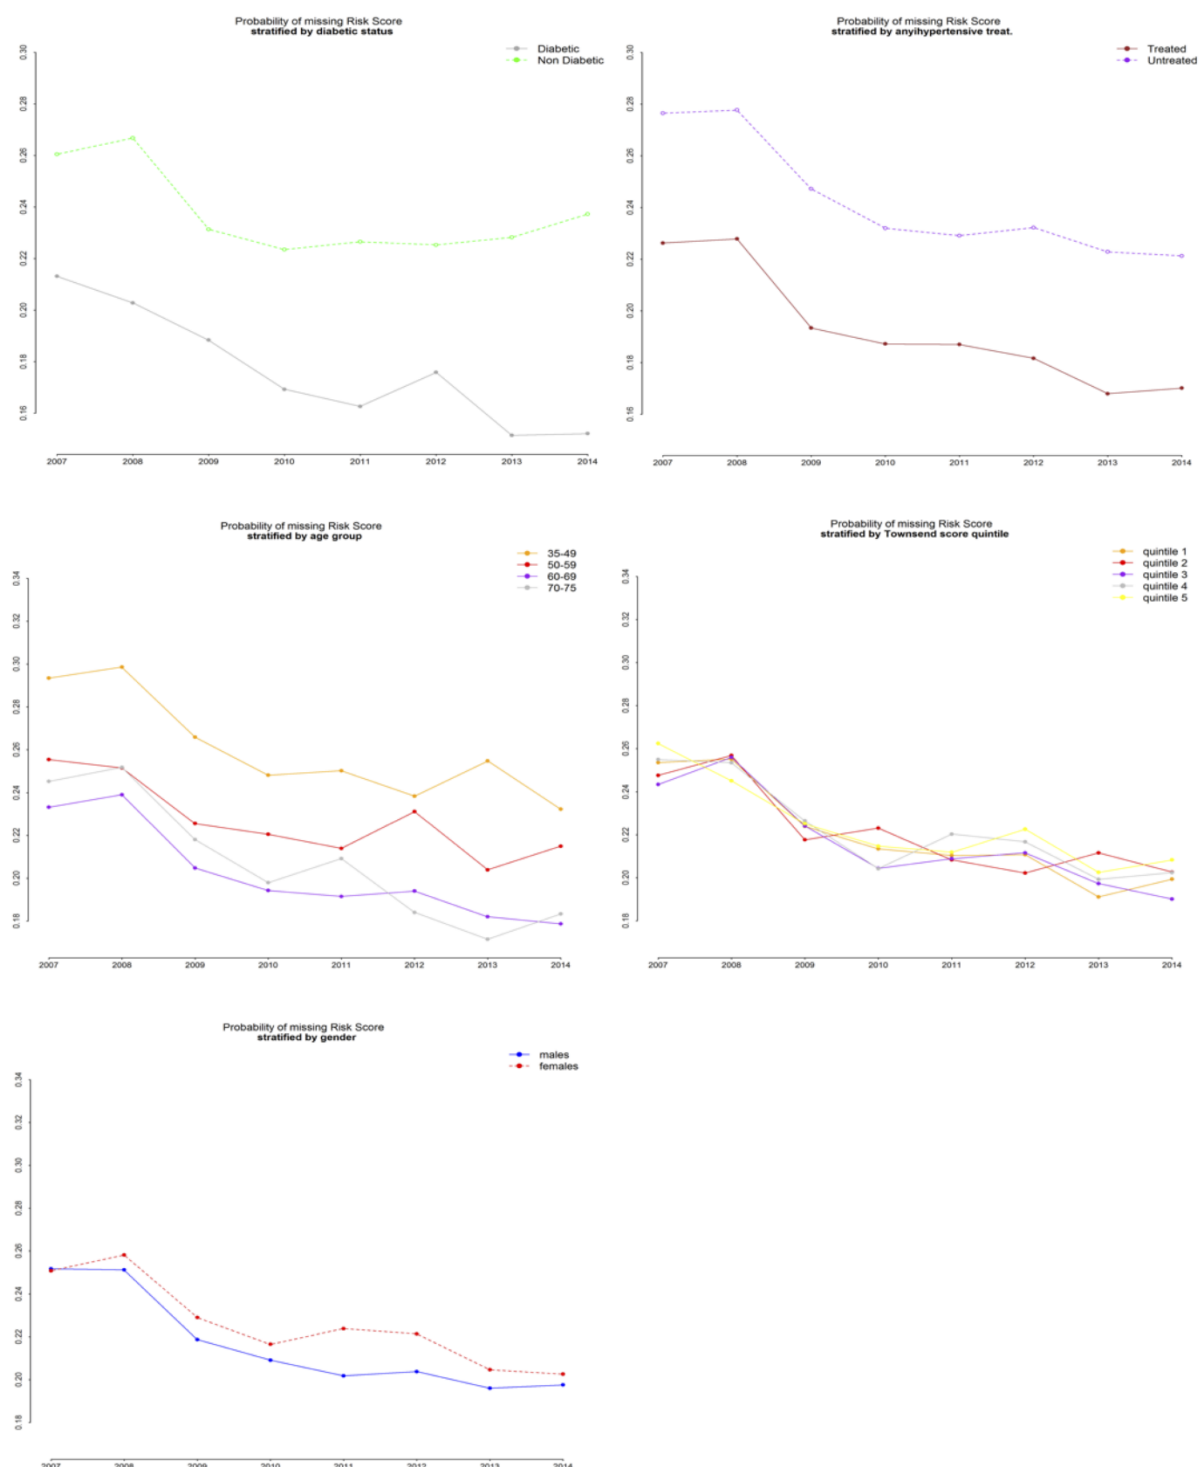 Probability of missing Risk Score
stratified by diabetic status
Diabetic
Non Diabetic
0.30
0.28
0.26
0.24
0.22
0.20
0.18
0.16
2007 2008 2009 2010 2011 2012 2013 2014
Probability of missing Risk Score
stratified by anyihypertensive treat.
Treated
Untreated
0.30
0.28
0.26
0.24
0.22
0.20
0.18
0.16
2007 2008 2009 2010 2011 2012 2013 2014
Probability of missing Risk Score
stratified by age group
35-49
50-59
60-69
70-75
0.34
0.32
0.30
0.28
0.26
0.24
0.22
0.20
0.18
2007 2008 2009 2010 2011 2012 2013 2014
Probability of missing Risk Score
stratified by Townsend score quintile
quintile 1
quintile 2
quintile 3
quintile 4
quintile 5
0.34
0.32
0.30
0.28
0.26
0.24
0.22
0.20
0.18
2007 2008 2009 2010 2011 2012 2013 2014
Probability of missing Risk Score
stratified by gender
males
females
0.34
0.32
0.30
0.28
0.26
0.24
0.22
0.20
0.18
2007 2008 2009 2010 2011 2012 2013 2014